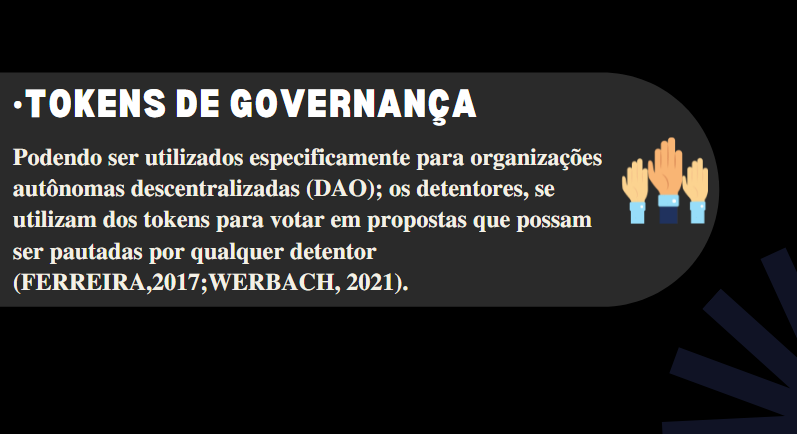 ·TOKENS DE GOVERNANÇA
Podendo ser utilizados especificamente para organizações
autônomas descentralizadas (DAO); os detentores, se
utilizam dos tokens para votar em propostas que possam
ser pautadas por qualquer detentor
(FERREIRA,2017;WERBACH, 2021).